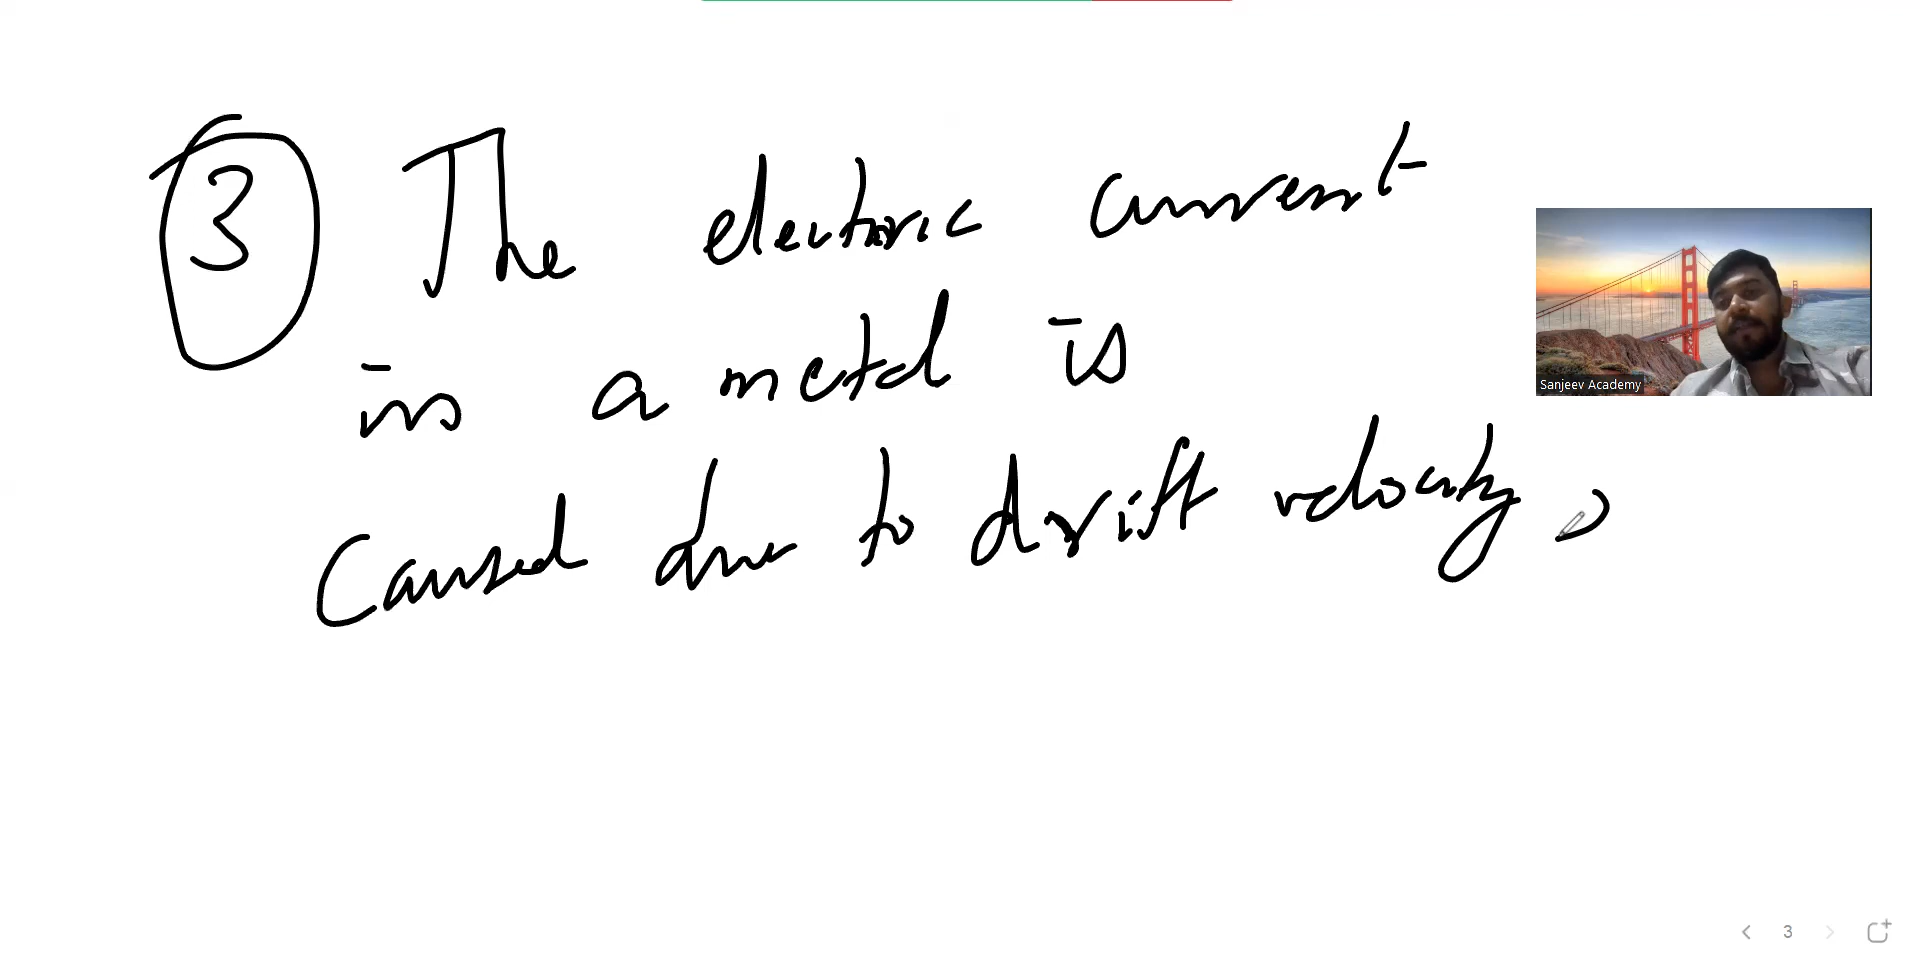 3 The electric current
in a metal is
Caused due to drift velocity,
Sanjeev Academy
3